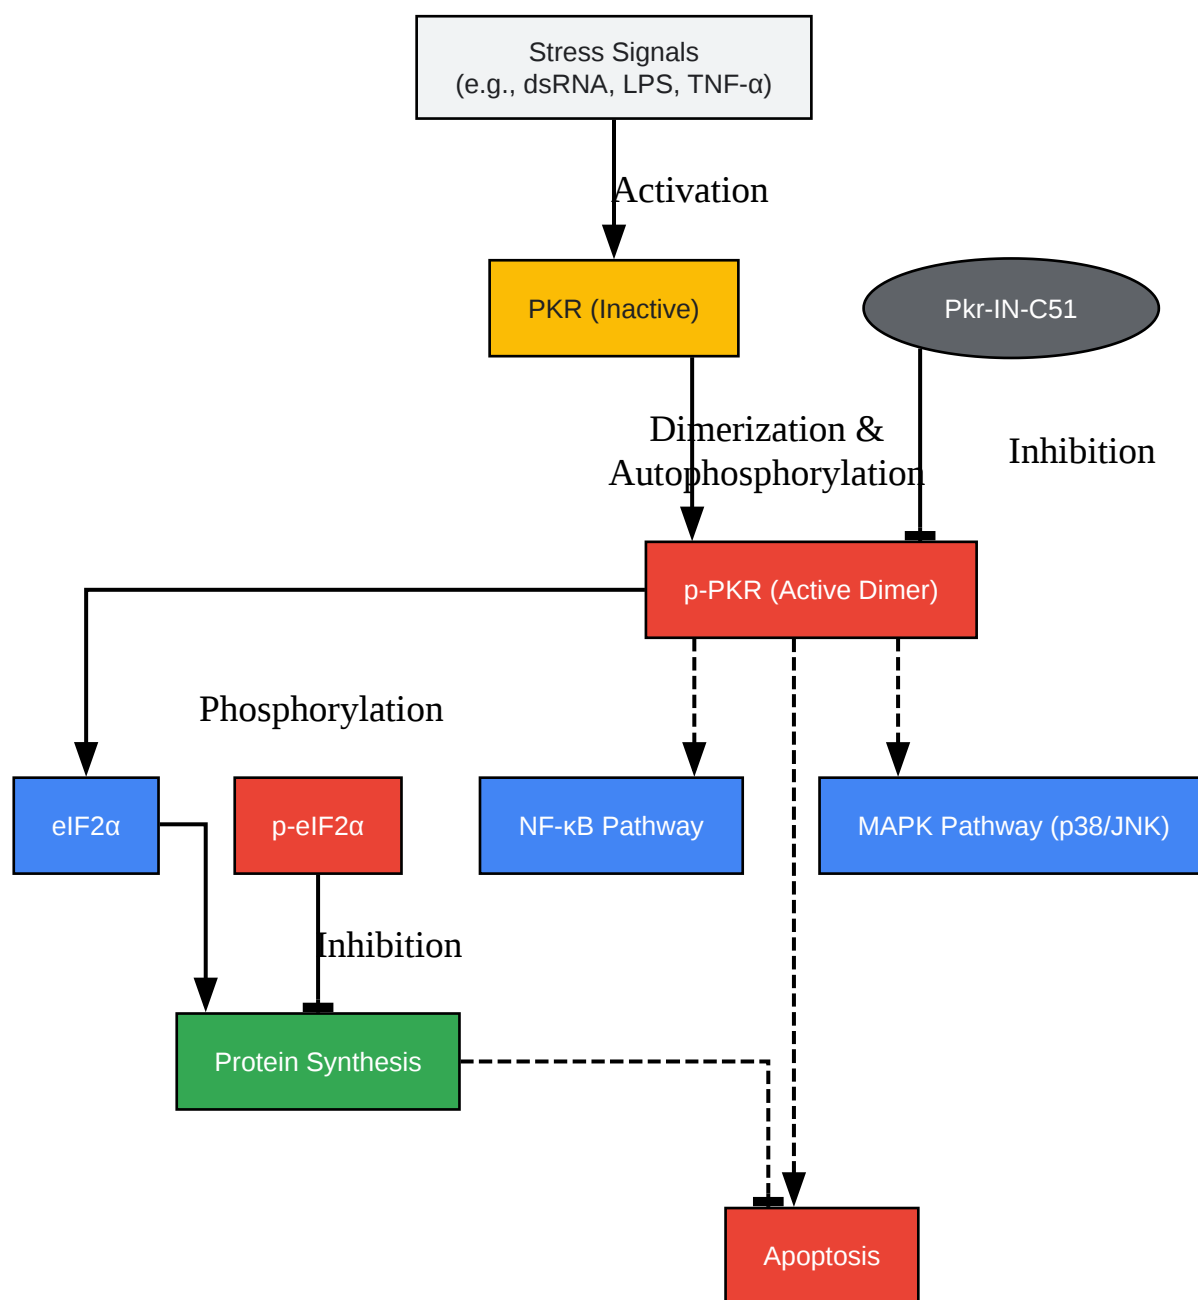 Stress Signals
(e.g., dsRNA, LPS, TNF-α)
Activation
PKR (Inactive)
Pkr-IN-C51
Dimerization &
Autophosphorylation
Inhibition
p-PKR (Active Dimer)
Phosphorylation
eIF2α
p-eIF2α
NF-κB Pathway
MAPK Pathway (p38/JNK)
Inhibition
Protein Synthesis
Apoptosis